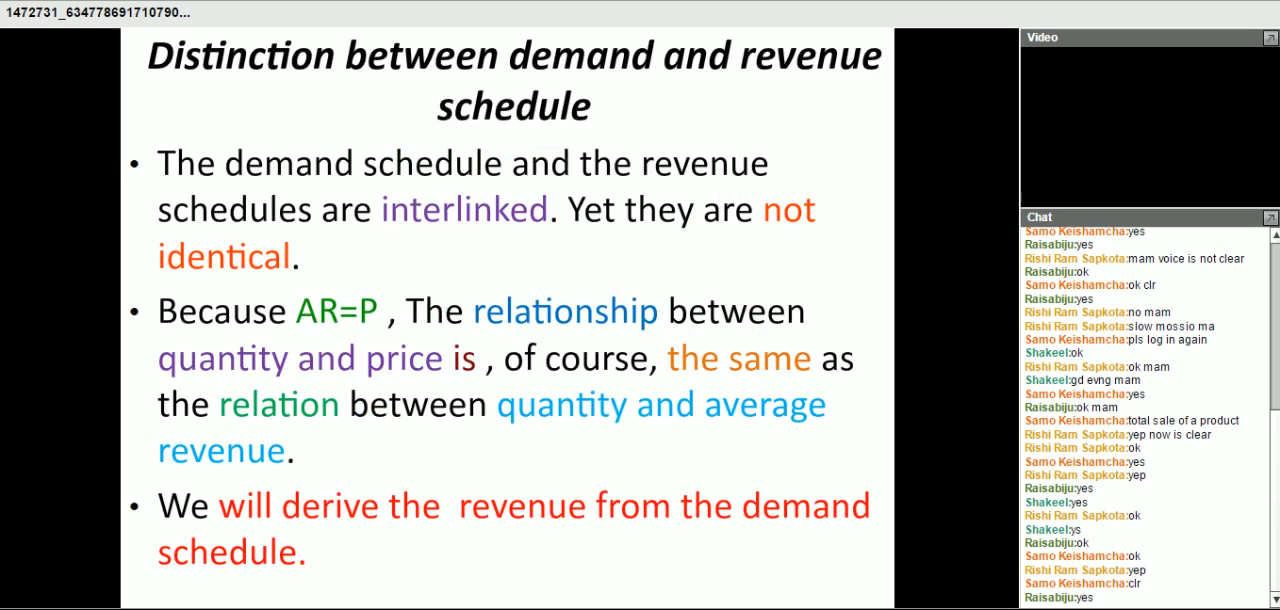 1472731_634778691710790...
Distinction between demand and revenue
schedule
• The demand schedule and the revenue
schedules are interlinked. Yet they are not
identical.
• Because AR=P , The relationship between
quantity and price is , of course, the same as
the relation between quantity and average
revenue.
• We will derive the  revenue from the demand
schedule.
Video
Chat
Samo Keishamcha:yes
Raisabiju:yes
Rishi Ram Sapkota:mam voice is not clear
Raisabiju:ok
Samo Keishamcha:ok clr
Raisabiju:yes
Rishi Ram Sapkota:no mam
Rishi Ram Sapkota:slow mossio ma
Samo Keishamcha:pls log in again
Shakeel:ok
Rishi Ram Sapkota:ok mam
Shakeel:gd evng mam
Samo Keishamcha:yes
Raisabiju:ok mam
Samo Keishamcha:total sale of a product
Rishi Ram Sapkota:yep now is clear
Rishi Ram Sapkota:ok
Samo Keishamcha:yes
Rishi Ram Sapkota:yep
Raisabiju:yes
Shakeel:yes
Rishi Ram Sapkota:ok
Shakeel:ys
Raisabiju:ok
Samo Keishamcha:ok
Rishi Ram Sapkota:yep
Samo Keishamcha:clr
Raisabiju:yes